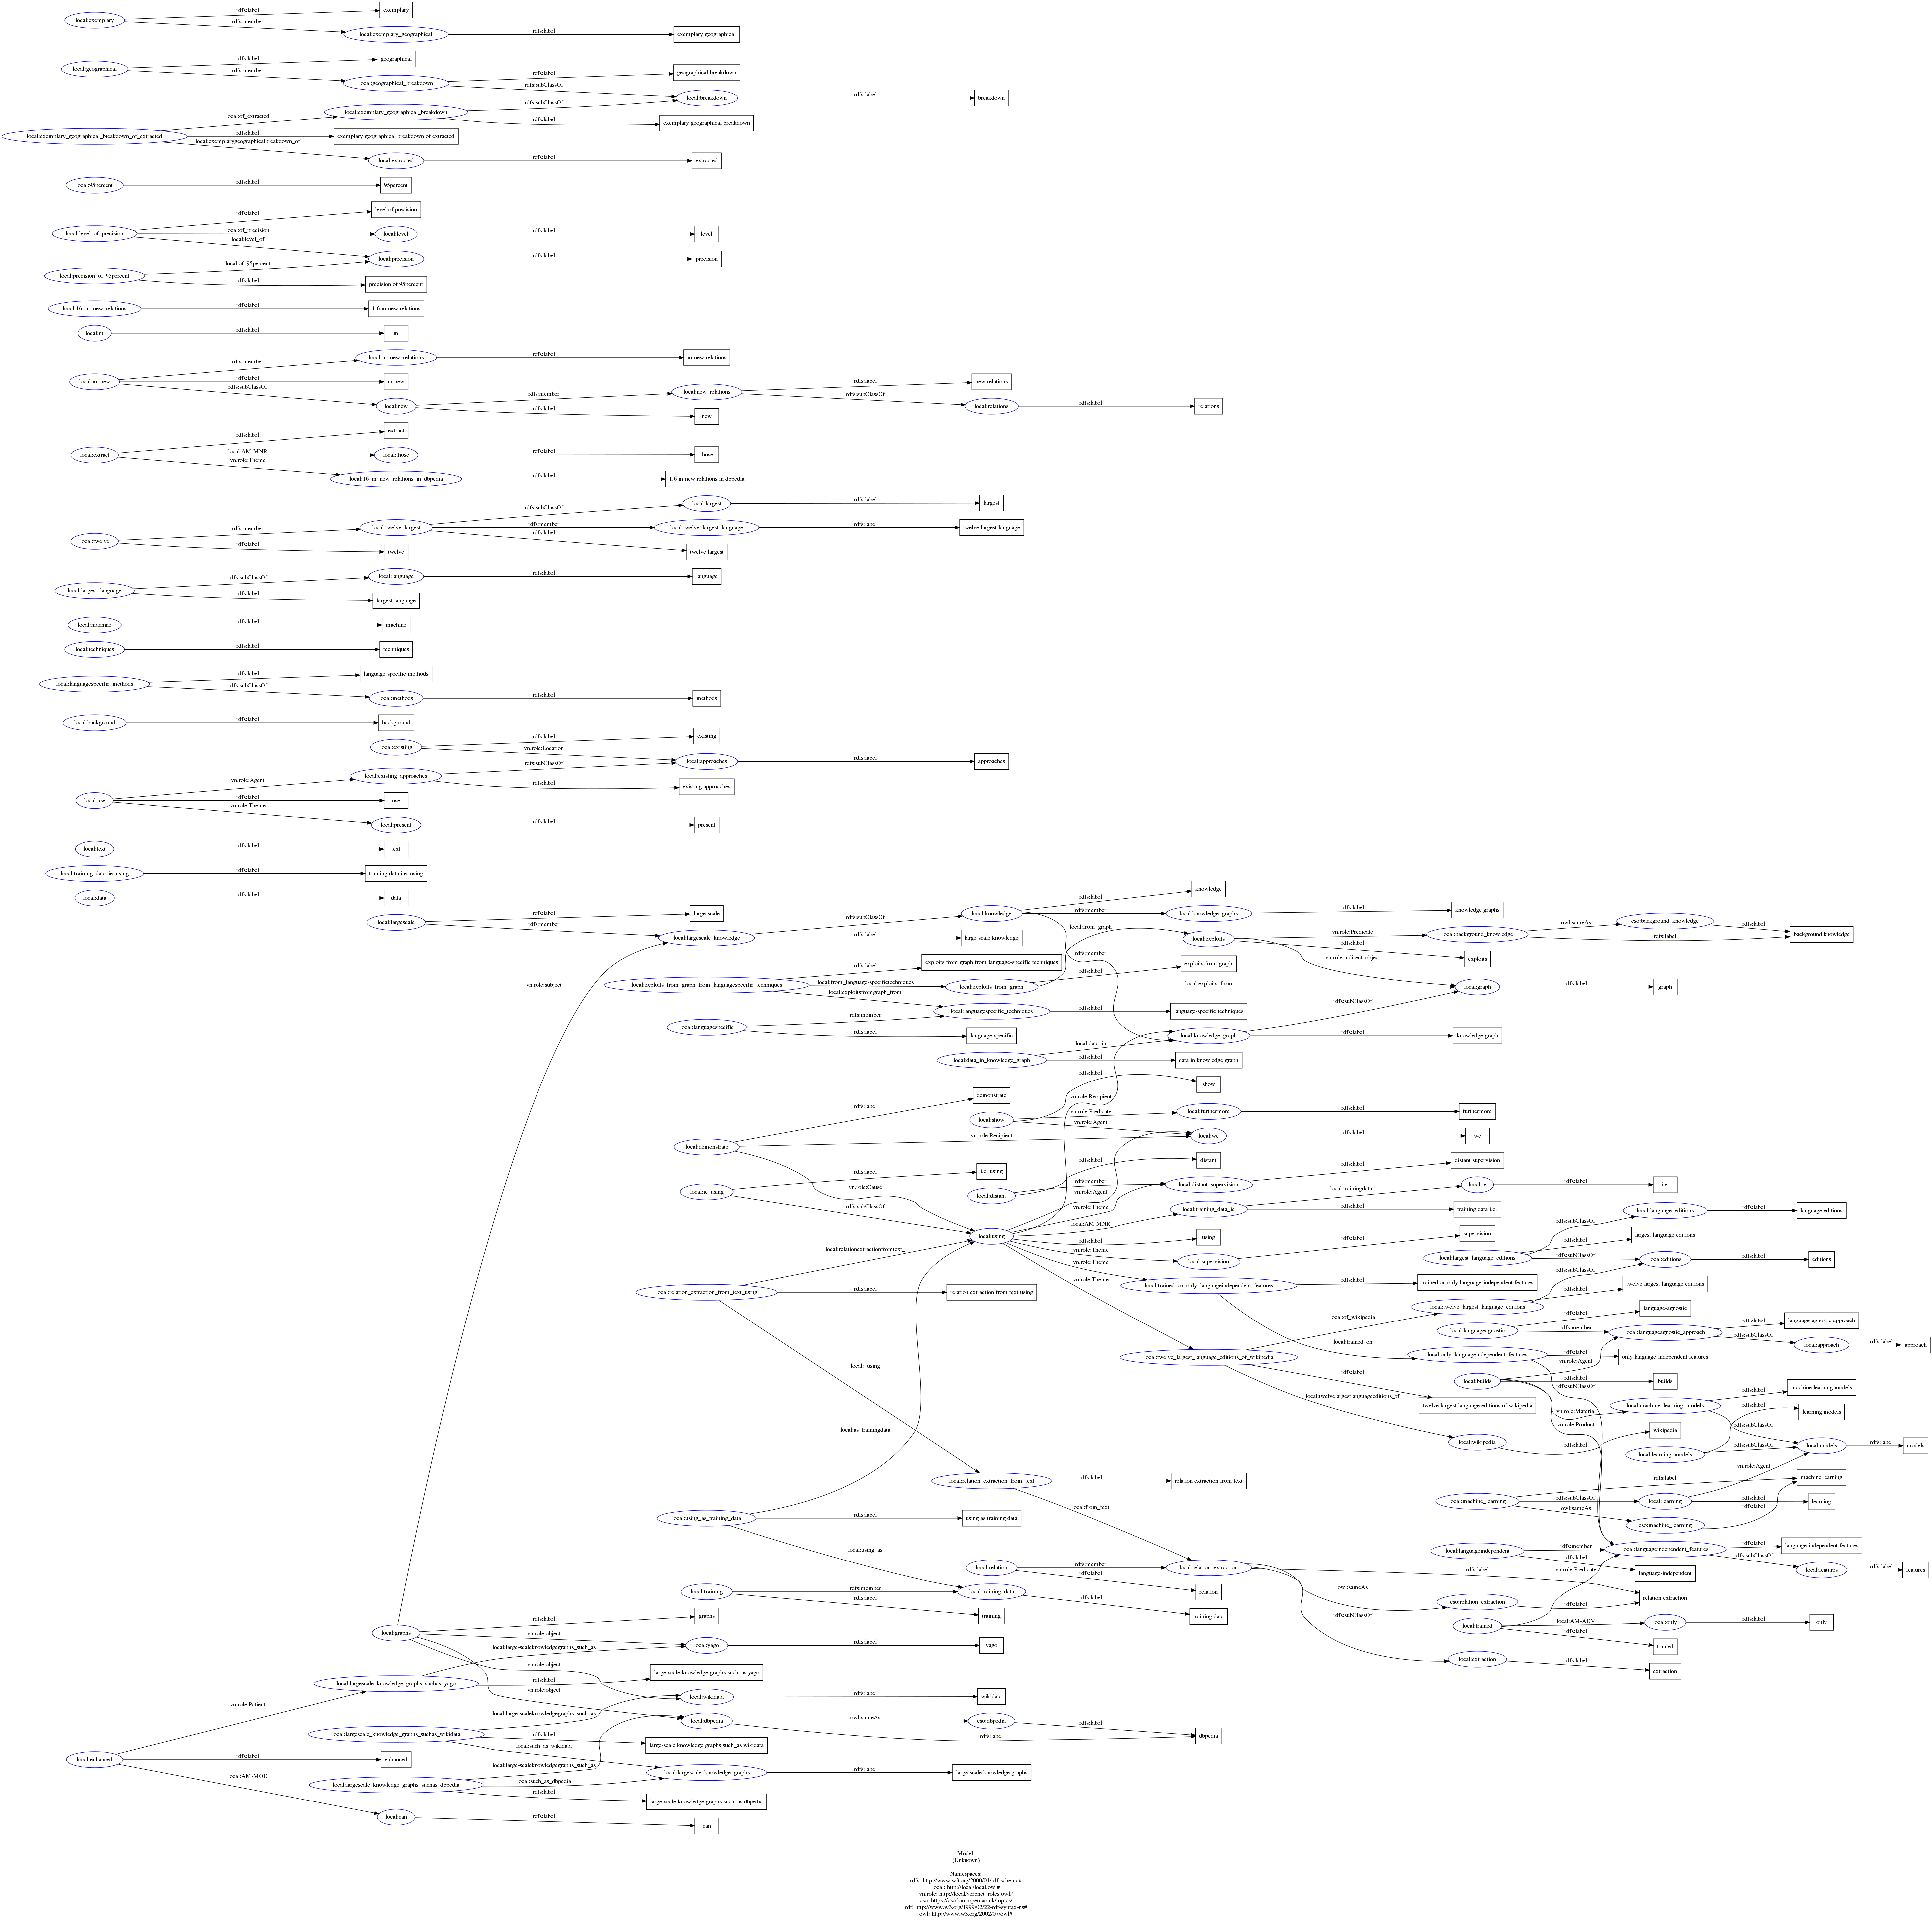 local:exemplary
rdfs:label
exemplary
rdfs:member
local:exemplary_geographical
rdfs:label
exemplary geographical
local:geographical
rdfs:label
geographical
rdfs:member
local:geographical_breakdown
rdfs:label
geographical breakdown
rdfs:subClassOf
local:breakdown
rdfs:label
breakdown
local:exemplary_geographical_breakdown_of_extracted
local:of_extracted
local:exemplary_geographical_breakdown
rdfs:subClassOf
rdfs:label
exemplary geographical breakdown
rdfs:label
exemplary geographical breakdown of extracted
local:exemplarygeographicalbreakdown_of
local:extracted
rdfs:label
extracted
local:95percent
rdfs:label
95percent
local:level_of_precision
rdfs:label
level of precision
local:of_precision
local:level
rdfs:label
level
local:level_of
local:precision
rdfs:label
precision
local:precision_of_95percent
local:of_95percent
rdfs:label
precision of 95percent
local:16_m_new_relations
rdfs:label
1.6 m new relations
local:m
rdfs:label
m
local:m_new
rdfs:member
local:m_new_relations
rdfs:label
m new relations
rdfs:label
m new
rdfs:subClassOf
local:new
rdfs:member
local:new_relations
rdfs:label
new relations
rdfs:subClassOf
local:relations
rdfs:label
relations
rdfs:label
new
local:extract
rdfs:label
extract
local:AM-MNR
local:those
rdfs:label
those
vn.role:Theme
local:16_m_new_relations_in_dbpedia
rdfs:label
1.6 m new relations in dbpedia
local:twelve
rdfs:member
local:twelve_largest
rdfs:subClassOf
local:largest
rdfs:label
largest
rdfs:member
local:twelve_largest_language
rdfs:label
twelve largest language
rdfs:label
twelve largest
rdfs:label
twelve
local:largest_language
rdfs:subClassOf
local:language
rdfs:label
language
rdfs:label
largest language
local:machine
rdfs:label
machine
local:techniques
rdfs:label
techniques
local:languagespecific_methods
rdfs:label
language-specific methods
rdfs:subClassOf
local:methods
rdfs:label
methods
local:background
rdfs:label
background
local:existing
rdfs:label
existing
vn.role:Location
local:approaches
rdfs:label
approaches
local:use
vn.role:Agent
local:existing_approaches
rdfs:subClassOf
rdfs:label
existing approaches
rdfs:label
use
vn.role:Theme
local:present
rdfs:label
present
local:text
rdfs:label
text
local:training_data_ie_using
rdfs:label
training data i.e. using
local:data
rdfs:label
data
local:largescale
rdfs:label
large-scale
rdfs:member
local:largescale_knowledge
rdfs:subClassOf
local:knowledge
rdfs:label
knowledge
rdfs:member
local:knowledge_graphs
rdfs:label
knowledge graphs
rdfs:label
large-scale knowledge
rdfs:member
local:from_graph
local:exploits
vn.role:Predicate
local:background_knowledge
owl:sameAs
cso:background_knowledge
rdfs:label
background knowledge
rdfs:label
rdfs:label
exploits
vn.role:indirect_object
vn.role:subject
local:exploits_from_graph_from_languagespecific_techniques
rdfs:label
exploits from graph from language-specific techniques
local:from_language-specifictechniques
local:exploits_from_graph
rdfs:label
exploits from graph
local:exploits_from
local:graph
rdfs:label
graph
local:exploitsfromgraph_from
local:languagespecific
rdfs:member
local:languagespecific_techniques
rdfs:label
language-specific techniques
rdfs:label
language-specific
rdfs:subClassOf
local:knowledge_graph
rdfs:label
knowledge graph
local:data_in_knowledge_graph
local:data_in
rdfs:label
data in knowledge graph
local:demonstrate
rdfs:label
demonstrate
vn.role:Recipient
vn.role:Cause
local:show
rdfs:label
show
vn.role:Predicate
local:furthermore
rdfs:label
furthermore
vn.role:Agent
local:we
rdfs:label
we
vn.role:Recipient
local:ie_using
rdfs:label
i.e. using
rdfs:subClassOf
local:distant
rdfs:label
distant
rdfs:member
local:distant_supervision
rdfs:label
distant supervision
local:using
vn.role:Agent
vn.role:Theme
local:AM-MNR
local:training_data_ie
local:trainingdata_
local:ie
rdfs:label
i.e.
rdfs:label
training data i.e.
rdfs:label
using
vn.role:Theme
local:supervision
rdfs:label
supervision
vn.role:Theme
local:trained_on_only_languageindependent_features
rdfs:label
trained on only language-independent features
local:trained_on
vn.role:Theme
local:twelve_largest_language_editions_of_wikipedia
local:of_wikipedia
rdfs:label
twelve largest language editions of wikipedia
local:twelvelargestlanguageeditions_of
local:wikipedia
rdfs:label
wikipedia
local:largest_language_editions
rdfs:subClassOf
local:language_editions
rdfs:label
language editions
rdfs:label
largest language editions
rdfs:subClassOf
local:editions
rdfs:label
editions
local:twelve_largest_language_editions
rdfs:subClassOf
rdfs:label
twelve largest language editions
local:languageagnostic
rdfs:label
language-agnostic
rdfs:member
local:languageagnostic_approach
rdfs:label
language-agnostic approach
rdfs:subClassOf
local:approach
rdfs:label
approach
local:only_languageindependent_features
rdfs:label
only language-independent features
rdfs:subClassOf
local:builds
vn.role:Agent
rdfs:label
builds
vn.role:Material
vn.role:Product
local:machine_learning_models
rdfs:label
machine learning models
rdfs:subClassOf
local:learning_models
rdfs:label
learning models
rdfs:subClassOf
local:models
rdfs:label
models
local:machine_learning
rdfs:label
machine learning
rdfs:subClassOf
local:learning
vn.role:Agent
rdfs:label
learning
owl:sameAs
cso:machine_learning
rdfs:label
local:relation_extraction_from_text_using
local:relationextractionfromtext_
rdfs:label
relation extraction from text using
local:_using
local:relation_extraction_from_text
rdfs:label
relation extraction from text
local:from_text
local:using_as_training_data
local:as_trainingdata
rdfs:label
using as training data
local:using_as
local:training
rdfs:member
local:training_data
rdfs:label
training data
rdfs:label
training
local:relation
rdfs:member
local:relation_extraction
rdfs:label
relation
owl:sameAs
cso:relation_extraction
rdfs:label
rdfs:label
relation extraction
rdfs:subClassOf
local:extraction
rdfs:label
extraction
local:languageindependent
rdfs:member
local:languageindependent_features
rdfs:label
language-independent features
rdfs:subClassOf
local:features
rdfs:label
features
rdfs:label
language-independent
local:trained
vn.role:Predicate
local:AM-ADV
local:only
rdfs:label
only
rdfs:label
trained
local:graphs
rdfs:label
graphs
vn.role:object
local:yago
rdfs:label
yago
vn.role:object
vn.role:object
local:large-scaleknowledgegraphs_such_as
local:largescale_knowledge_graphs_suchas_yago
rdfs:label
large-scale knowledge graphs such_as yago
local:enhanced
vn.role:Patient
rdfs:label
enhanced
local:AM-MOD
local:can
rdfs:label
can
local:largescale_knowledge_graphs_suchas_wikidata
local:large-scaleknowledgegraphs_such_as
local:wikidata
rdfs:label
wikidata
rdfs:label
large-scale knowledge graphs such_as wikidata
local:such_as_wikidata
local:dbpedia
owl:sameAs
cso:dbpedia
rdfs:label
dbpedia
rdfs:label
local:largescale_knowledge_graphs_suchas_dbpedia
local:large-scaleknowledgegraphs_such_as
local:such_as_dbpedia
local:largescale_knowledge_graphs
rdfs:label
large-scale knowledge graphs
rdfs:label
large-scale knowledge graphs such_as dbpedia
Model:
(Unknown)
Namespaces:
rdfs: http://www.w3.org/2000/01/rdf-schema#
local: http://local/local.owl#
vn.role: http://local/verbnet_roles.owl#
cso: https://cso.kmi.open.ac.uk/topics/
rdf: http://www.w3.org/1999/02/22-rdf-syntax-ns#
owl: http://www.w3.org/2002/07/owl#